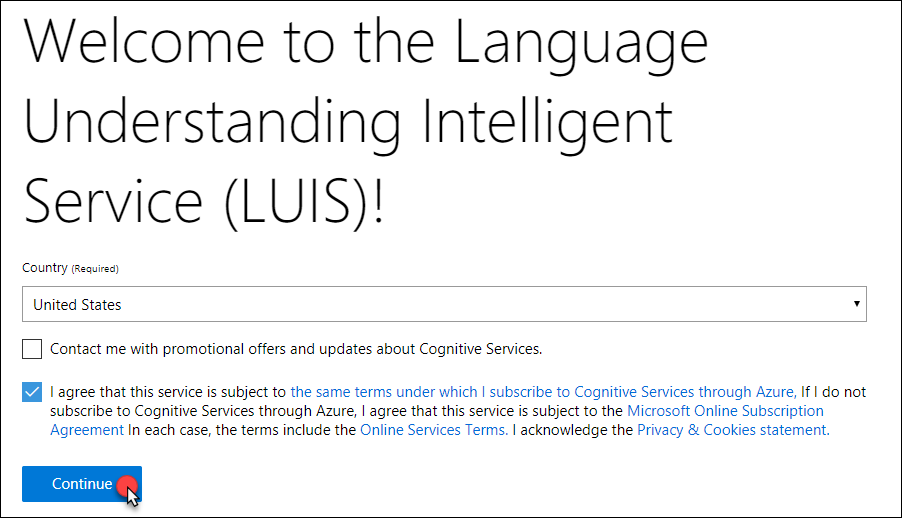 Welcome to the Language
Understanding Intelligent
Service (LUIS)!
Country (Required)
United States
Contact me with promotional offers and updates about Cognitive Services.
I agree that this service is subject to the same terms under which I subscribe to Cognitive Services through Azure, If I do not
subscribe to Cognitive Services through Azure, I agree that this service is subject to the Microsoft Online Subscription
Agreement In each case, the terms include the Online Services Terms. I acknowledge the Privacy & Cookies statement.
Continue